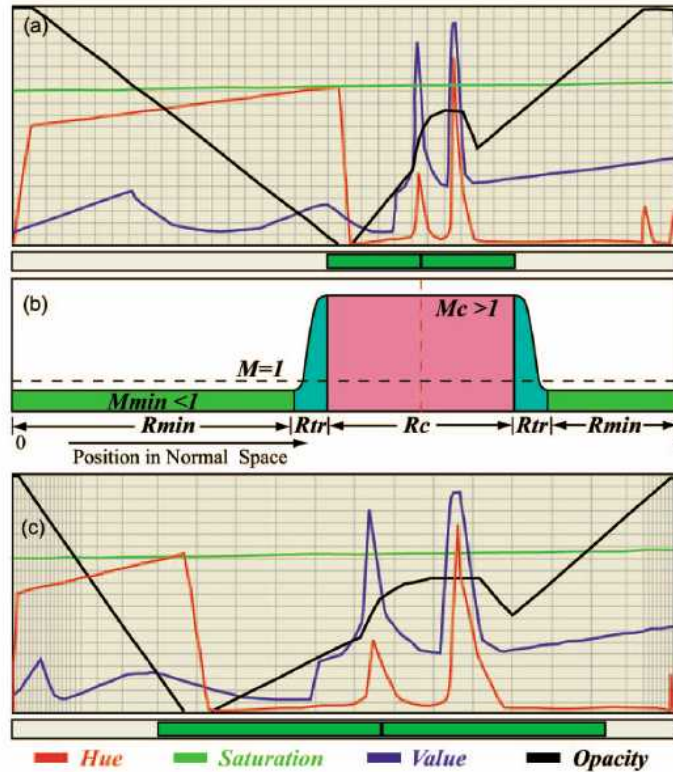 (a)
(b)
Mc >1
M=1
Mmin <1
Rmin Rtr Rc Rtr Rmin
0
Position in Normal Space
(c)
Hue Saturation Value Opacity